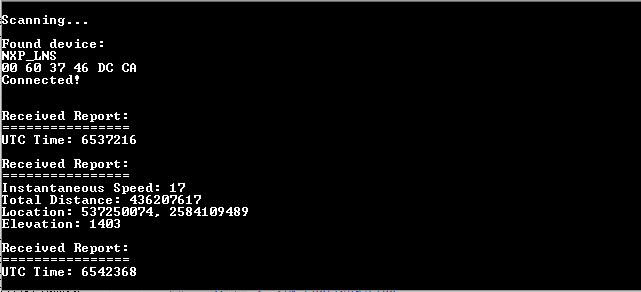 Scanning...
Found device:
NXP_LNS
00 60 37 46 DC CA
Connected!
Received Report:
================
UTC Time: 6537216
Received Report:
================
Instantaneous Speed: 17
Total Distance: 436207617
Location: 537250074, 2584109489
Elevation: 1403
Received Report:
================
UTC Time: 6542368